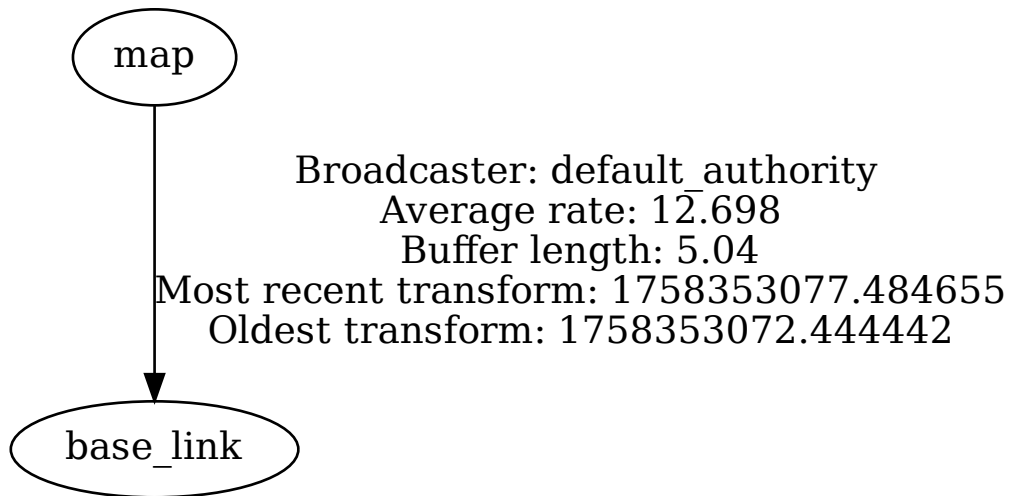 map
Broadcaster: default_authority
Average rate: 12.698
Buffer length: 5.04
Most recent transform: 1758353077.484655
Oldest transform: 1758353072.444442
base_link